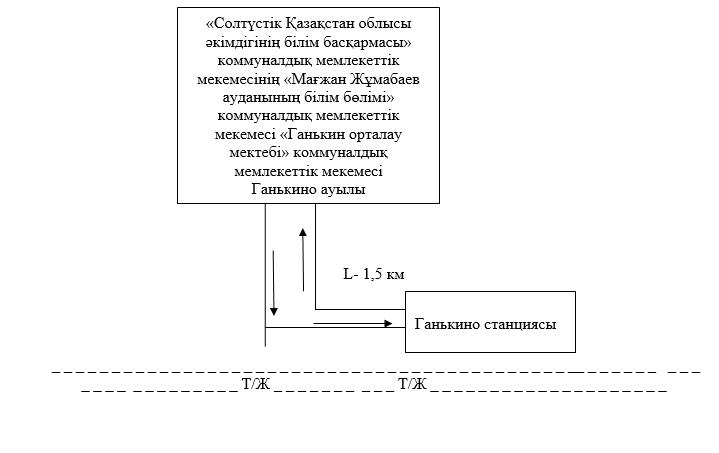 «Солтүстік Қазақстан облысы
әкімдігінің білім басқармасы»
коммуналдық мемлекеттік
мекемесінің «Мағжан Жұмабаев
ауданының білім бөлімі»
коммуналдық мемлекеттік
мекемесі «Ганькин орталау
мектебі» коммуналдық
мемлекеттік мекемесі
Ганькино ауылы
L- 1,5 км
Ганькино станциясы
Т/Ж Т/Ж